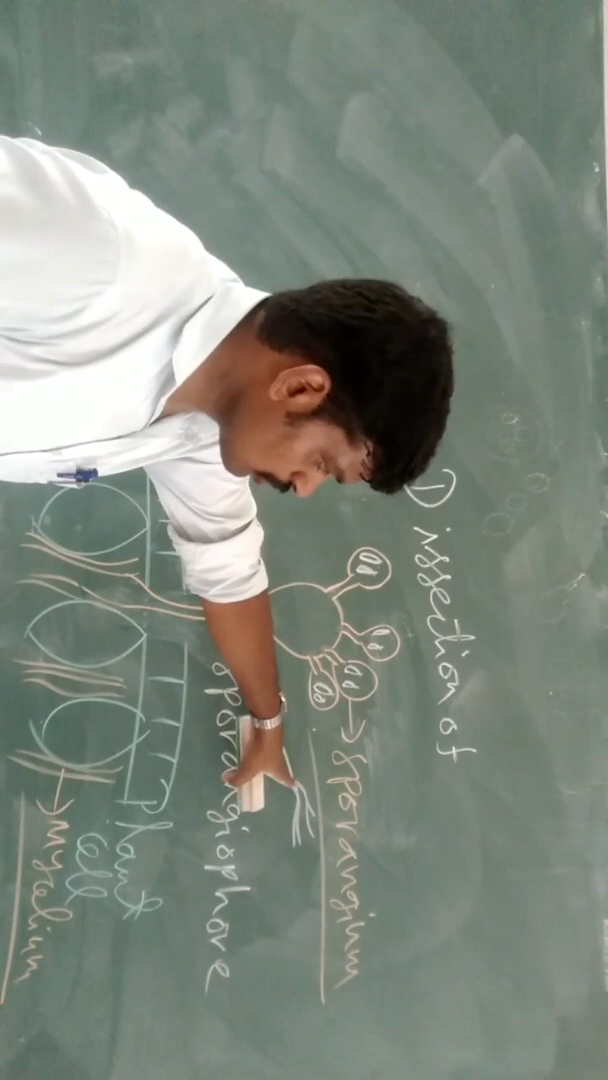 Dissection of
Sporangium
Sporangiophore
Plant
Cell
Mycelium